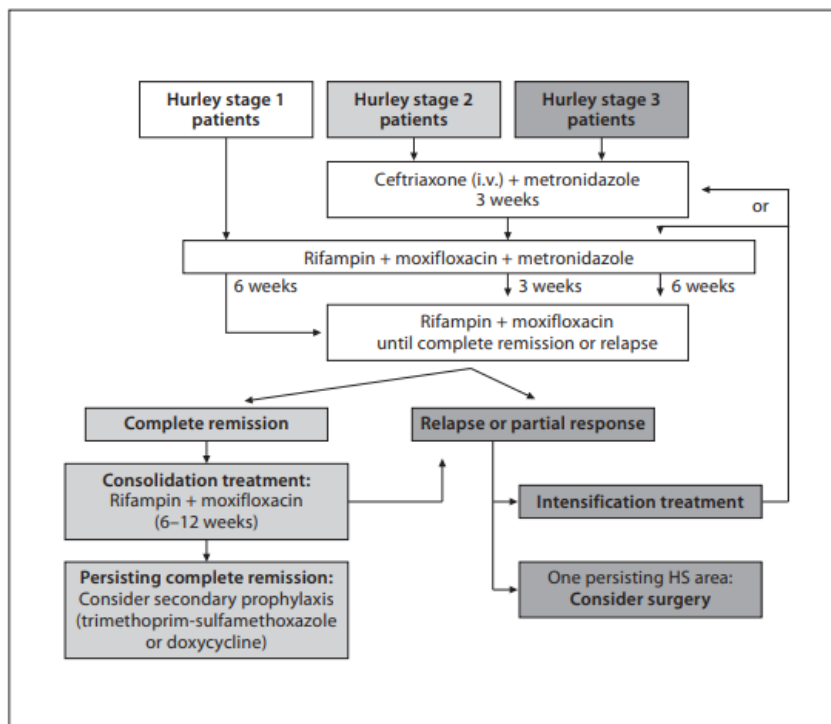 Hurley stage 1
patients
Hurley stage 2
patients
Hurley stage 3
patients
Ceftriaxone (i.v.) + metronidazole
3 weeks
or
Rifampin + moxifloxacin + metronidazole
6 weeks
3 weeks
6 weeks
Rifampin + moxifloxacin
until complete remission or relapse
Complete remission
Relapse or partial response
Consolidation treatment:
Rifampin + moxifloxacin
(6–12 weeks)
Intensification treatment
Persisting complete remission:
Consider secondary prophylaxis
(trimethoprim-sulfamethoxazole
or doxycycline)
One persisting HS area:
Consider surgery